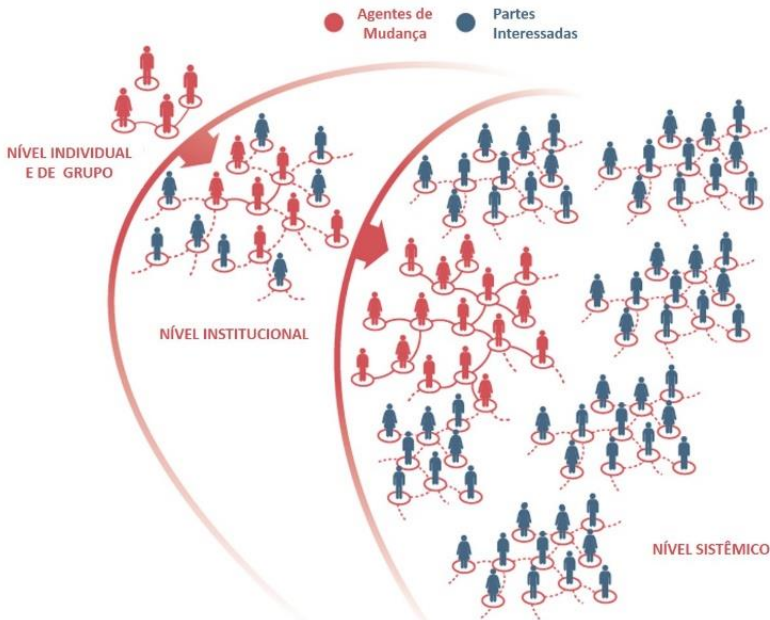 Agentes de
Mudança
Partes
Interessadas
NÍVEL INDIVIDUAL
E DE GRUPO
NÍVEL INSTITUCIONAL
NÍVEL SISTÊMICO